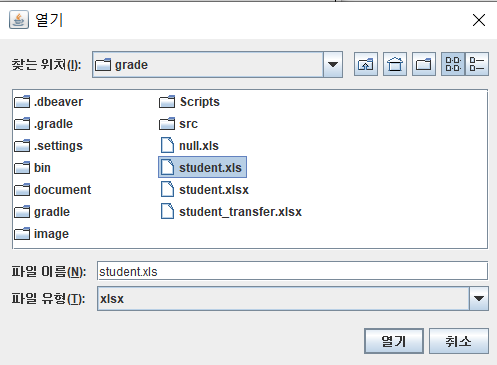 열기
찾는 위치(I): grade
.dbeaver
.gradle
.settings
bin
document
gradle
image
Scripts
src
null.xls
student.xls
student.xlsx
student_transfer.xlsx
파일 이름(N): student.xls
파일 유형(T): xlsx
열기 취소